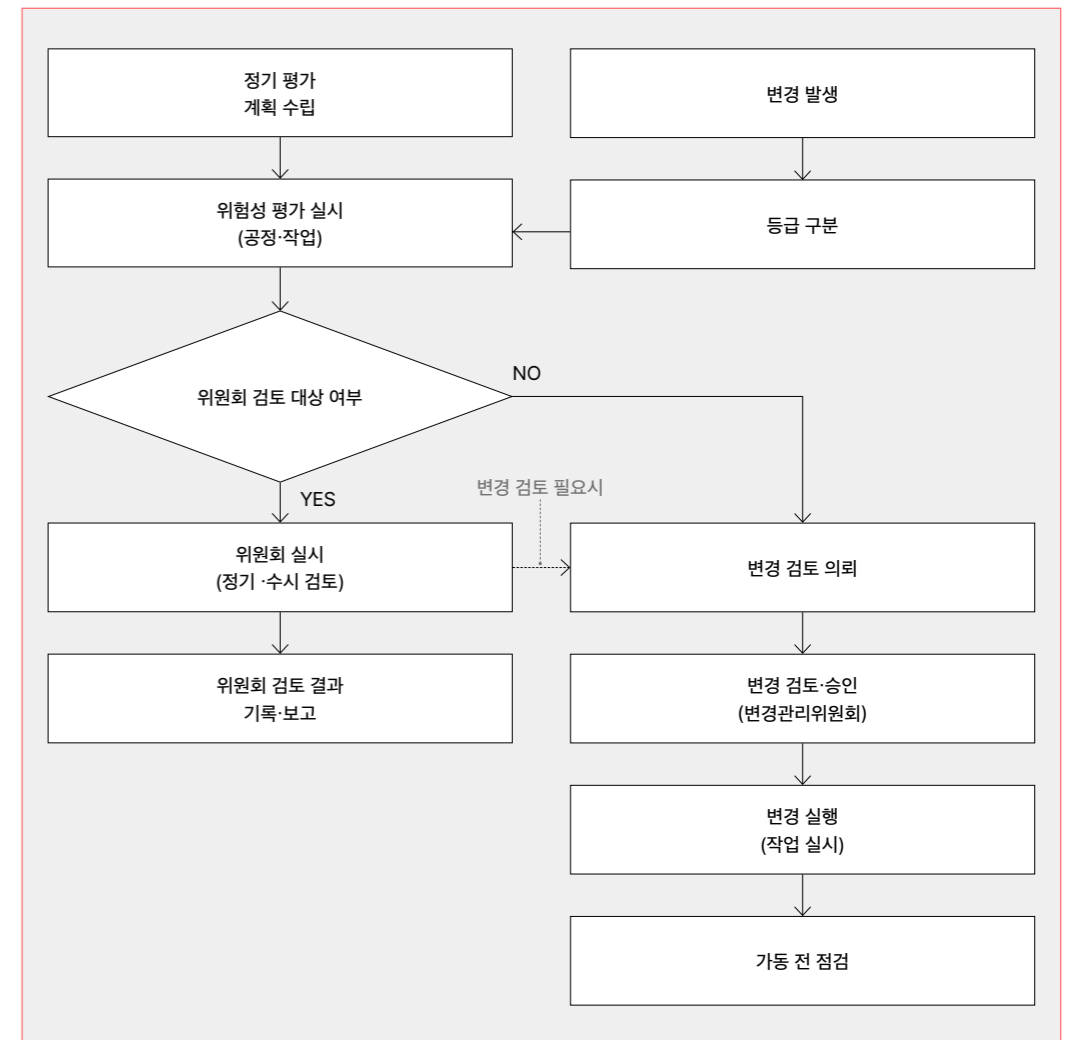 정기 평가
계획 수립
변경 발생
위험성 평가 실시
(공정·작업)
등급 구분
위원회 검토 대상 여부
NO
YES
변경 검토 필요시
위원회 실시
(정기 ·수시 검토)
변경 검토 의뢰
위원회 검토 결과
기록·보고
변경 검토·승인
(변경관리위원회)
변경 실행
(작업 실시)
가동 전 점검